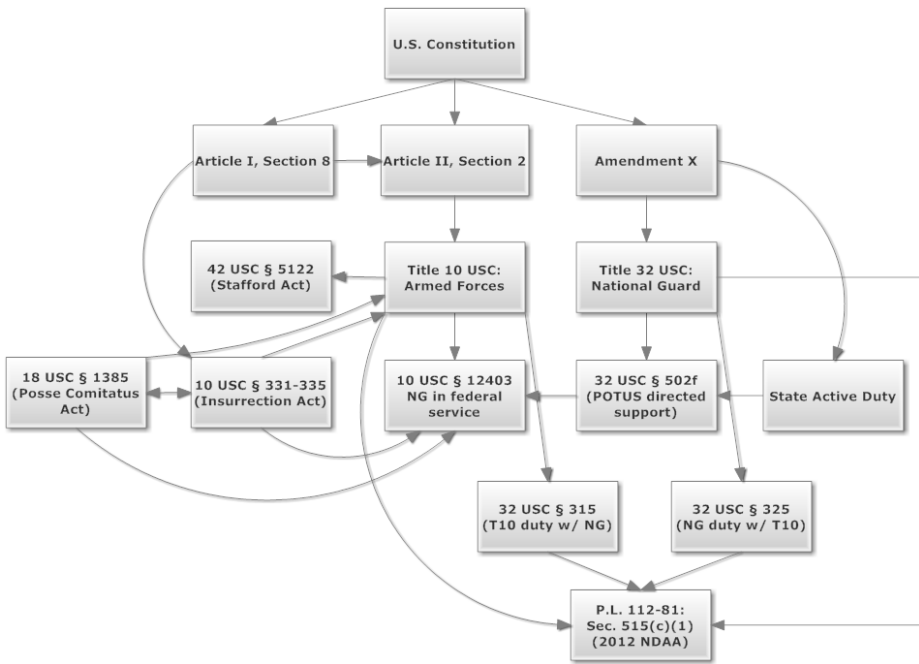 U.S. Constitution
Article I, Section 8
Article II, Section 2
Amendment X
42 USC § 5122
(Stafford Act)
Title 10 USC:
Armed Forces
Title 32 USC:
National Guard
18 USC § 1385
(Posse Comitatus
Act)
10 USC § 331-335
(Insurrection Act)
10 USC § 12403
NG in federal
service
32 USC § 502f
(POTUS directed
support)
State Active Duty
32 USC § 315
(T10 duty w/ NG)
32 USC § 325
(NG duty w/ T10)
P.L. 112-81:
Sec. 515(c)(1)
(2012 NDAA)